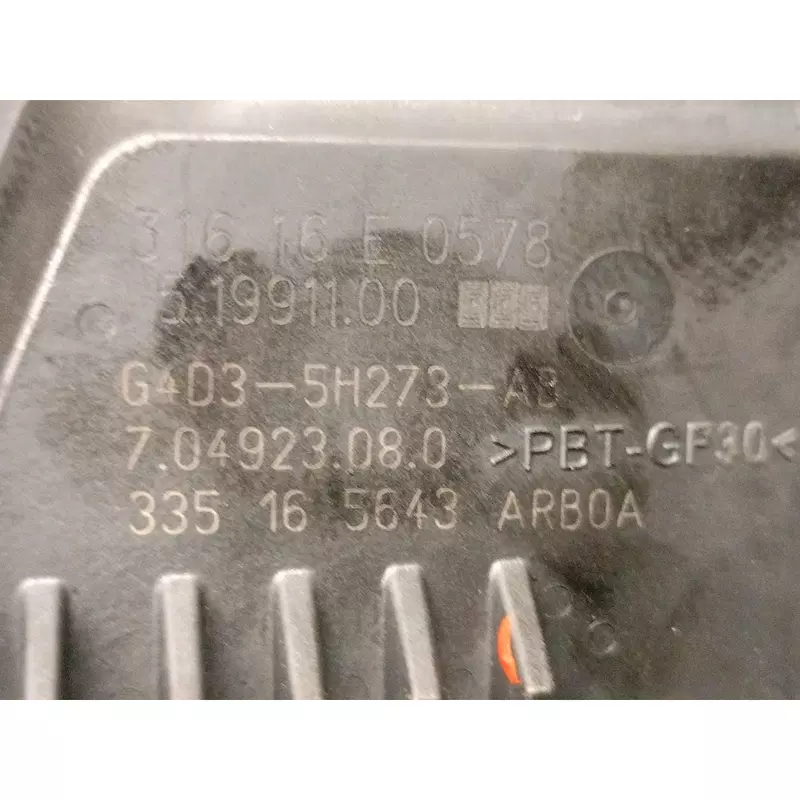 316 16 E 0578
5.19911.00
G4D3-5H273-AB
7.04923.08.0 >PBT-GF30<
335 16 5643 ARB0A